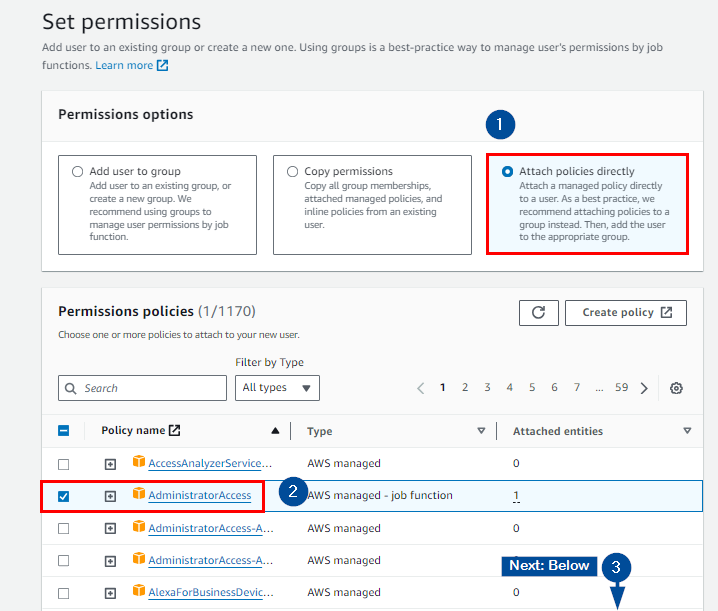 Set permissions
Add user to an existing group or create a new one. Using groups is a best-practice way to manage user's permissions by job
functions. Learn more
Permissions options
1
Add user to group
Add user to an existing group, or
create a new group. We
recommend using groups to
manage user permissions by job
function.
Copy permissions
Copy all group memberships,
attached managed policies, and
inline policies from an existing
user.
Attach policies directly
Attach a managed policy directly
to a user. As a best practice, we
recommend attaching policies to a
group instead. Then, add the user
to the appropriate group.
Permissions policies (1/1170)
Create policy
Choose one or more policies to attach to your new user.
Filter by Type
Search
All types
1 2 3 4 5 6 7 ... 59
Policy name Type Attached entities
AccessAnalyzerService... AWS managed 0
AdministratorAccess 2 AWS managed - job function 1
AdministratorAccess-A... AWS managed 0
AdministratorAccess-A... AWS managed 0
Next: Below 3
AlexaForBusinessDevic... AWS managed 0